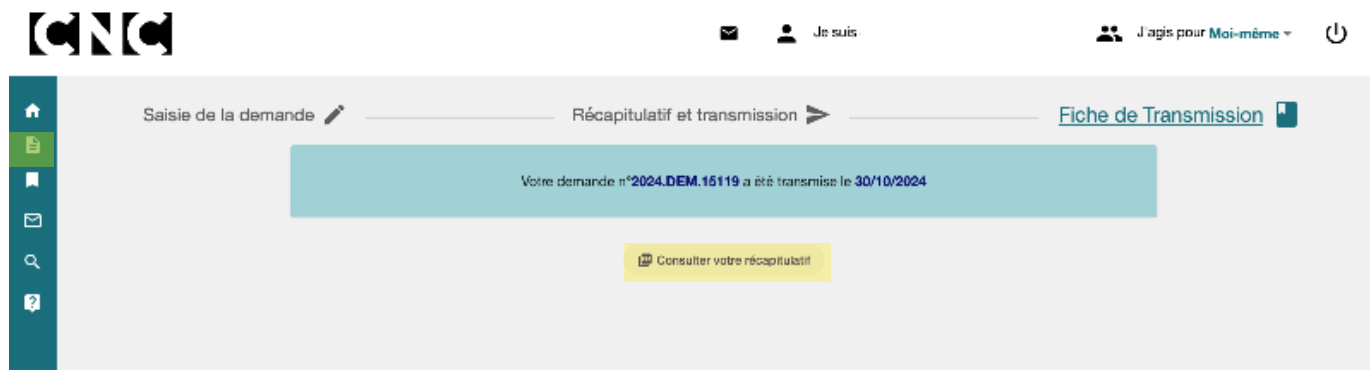 CNC
Je suis
J'agis pour Moi-même
Saisie de la demande
Récapitulatif et transmission
Fiche de Transmission
Votre demande n°2024.DEM.15119 a été transmise le 30/10/2024
Consulter votre récapitulatif